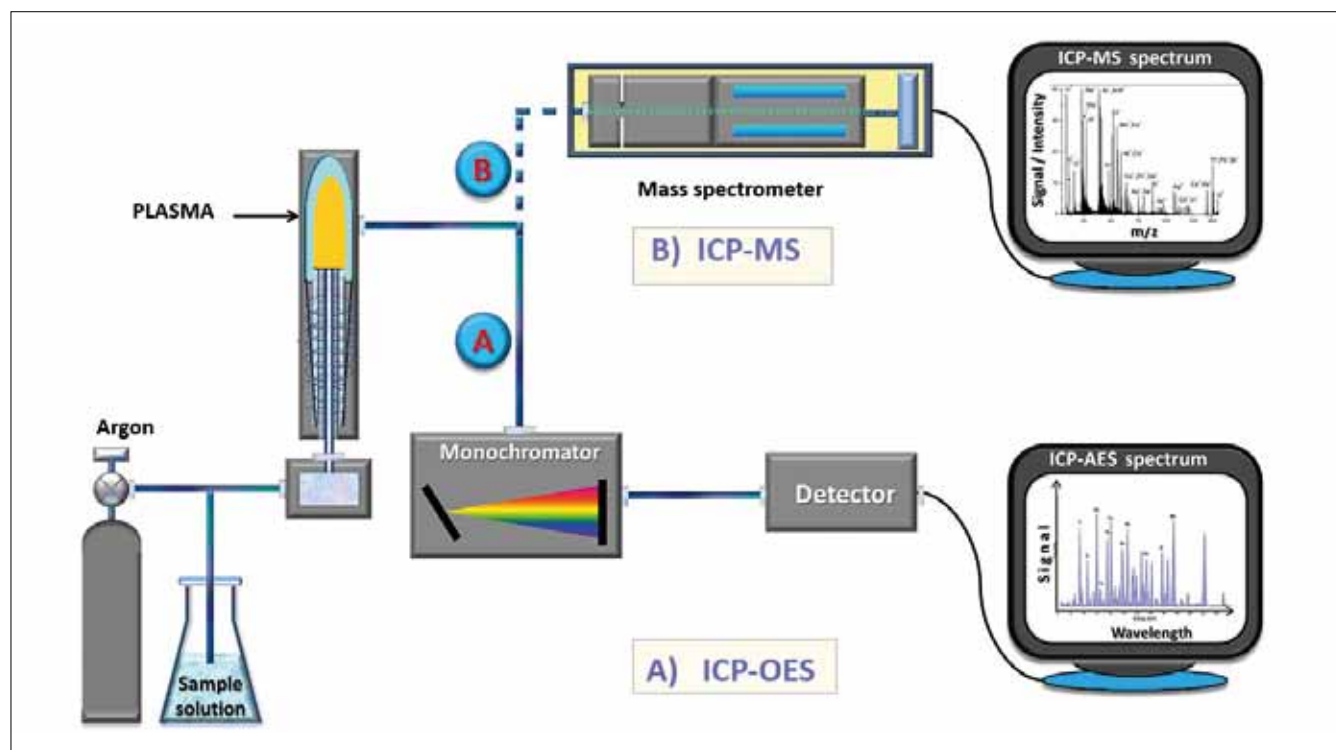 ICP-MS spectrum
Signal / Intensity
m/z
B
Mass spectrometer
PLASMA
B) ICP-MS
A
Argon
Monochromator
Detector
ICP-AES spectrum
Signal
Wavelength
Sample
solution
A) ICP-OES